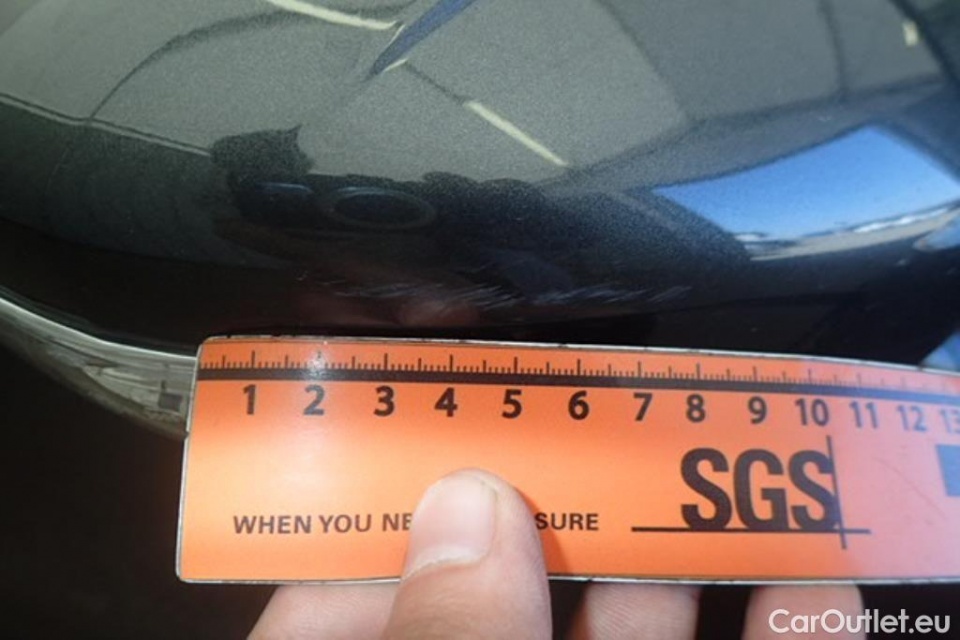 1 2 3 4 5 6 7 8 9 10 11 12 13
SGS
WHEN YOU NE SURE
CarOutlet.eu